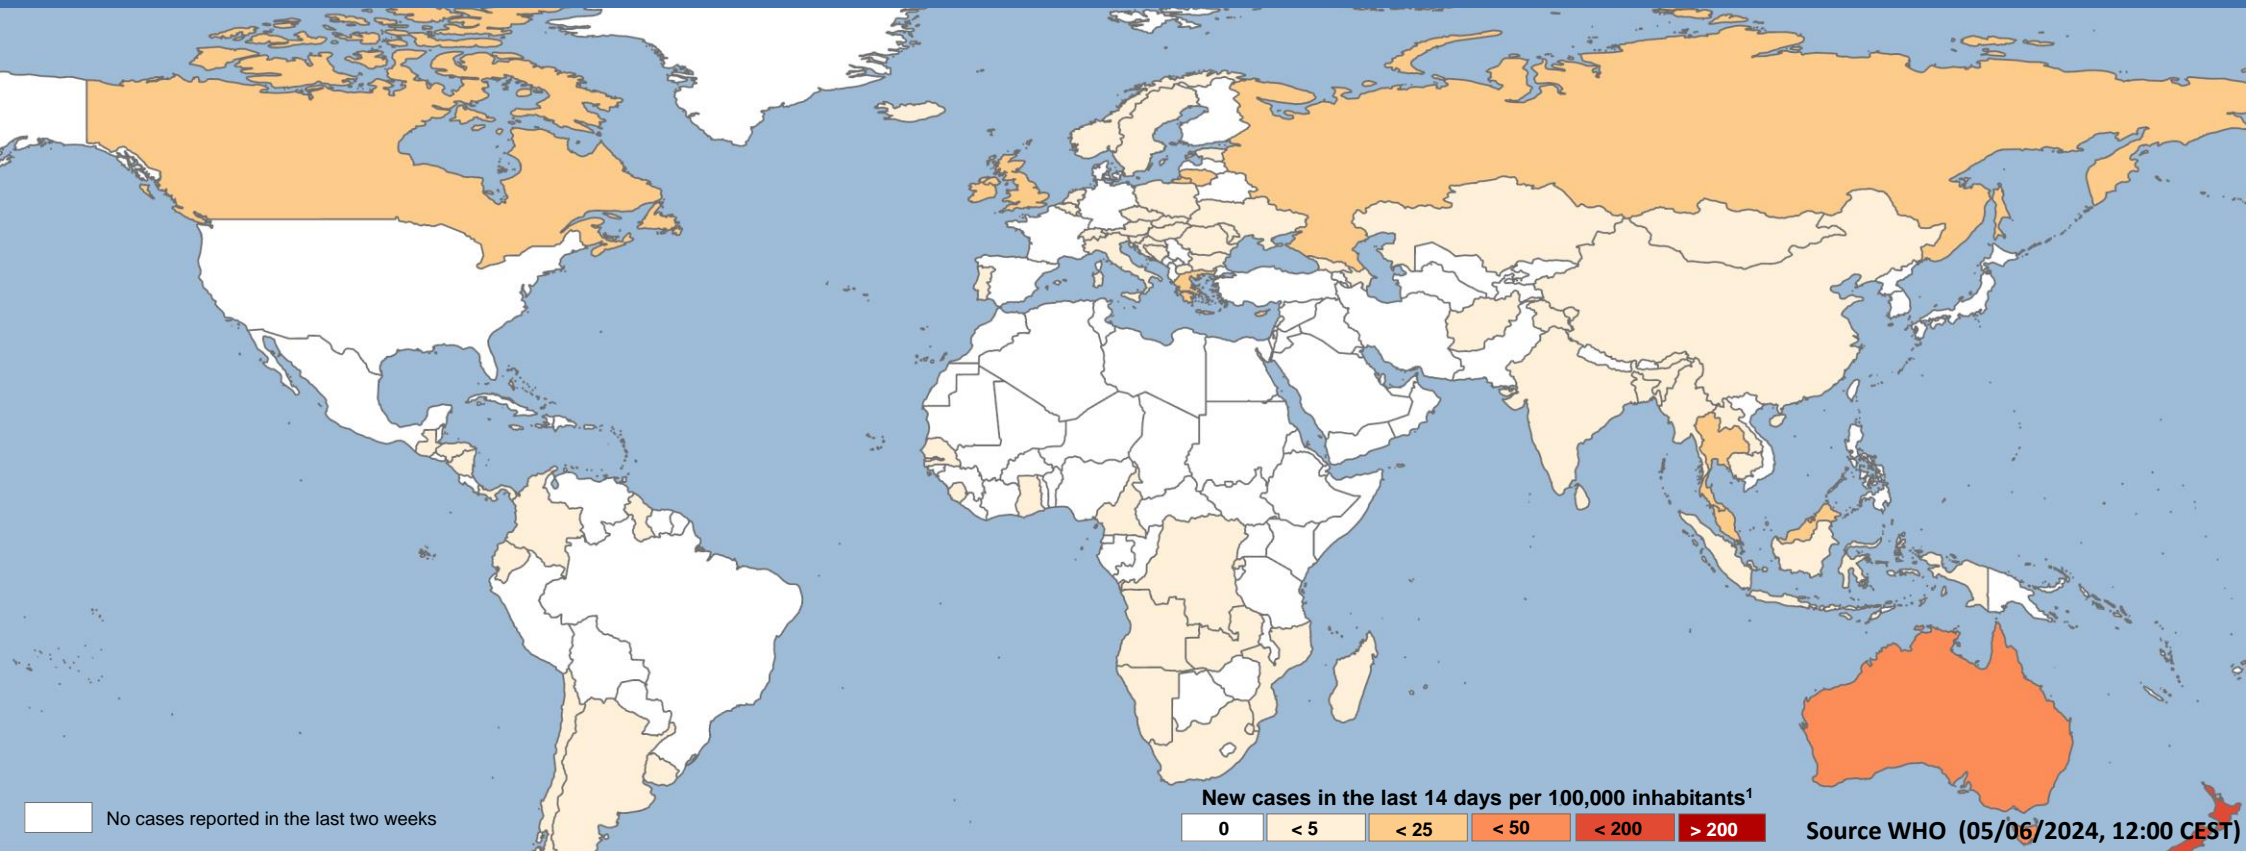 No cases reported in the last two weeks
New cases in the last 14 days per 100,000 inhabitants¹
0 < 5 < 25 < 50 < 200 > 200
Source WHO (05/06/2024, 12:00 CEST)